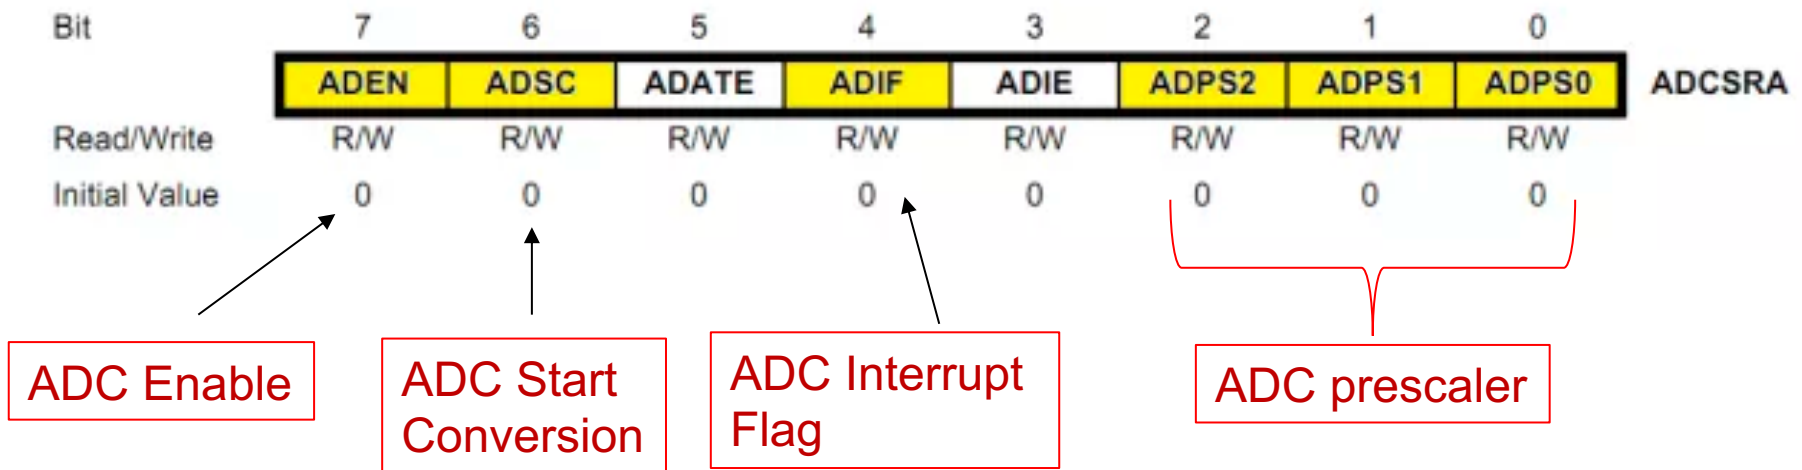 Bit 7 6 5 4 3 2 1 0
ADEN ADSC ADATE ADIF ADIE ADPS2 ADPS1 ADPS0 ADCSRA
Read/Write R/W R/W R/W R/W R/W R/W R/W R/W
Initial Value 0 0 0 0 0 0 0 0
ADC Enable
ADC Start
Conversion
ADC Interrupt
Flag
ADC prescaler